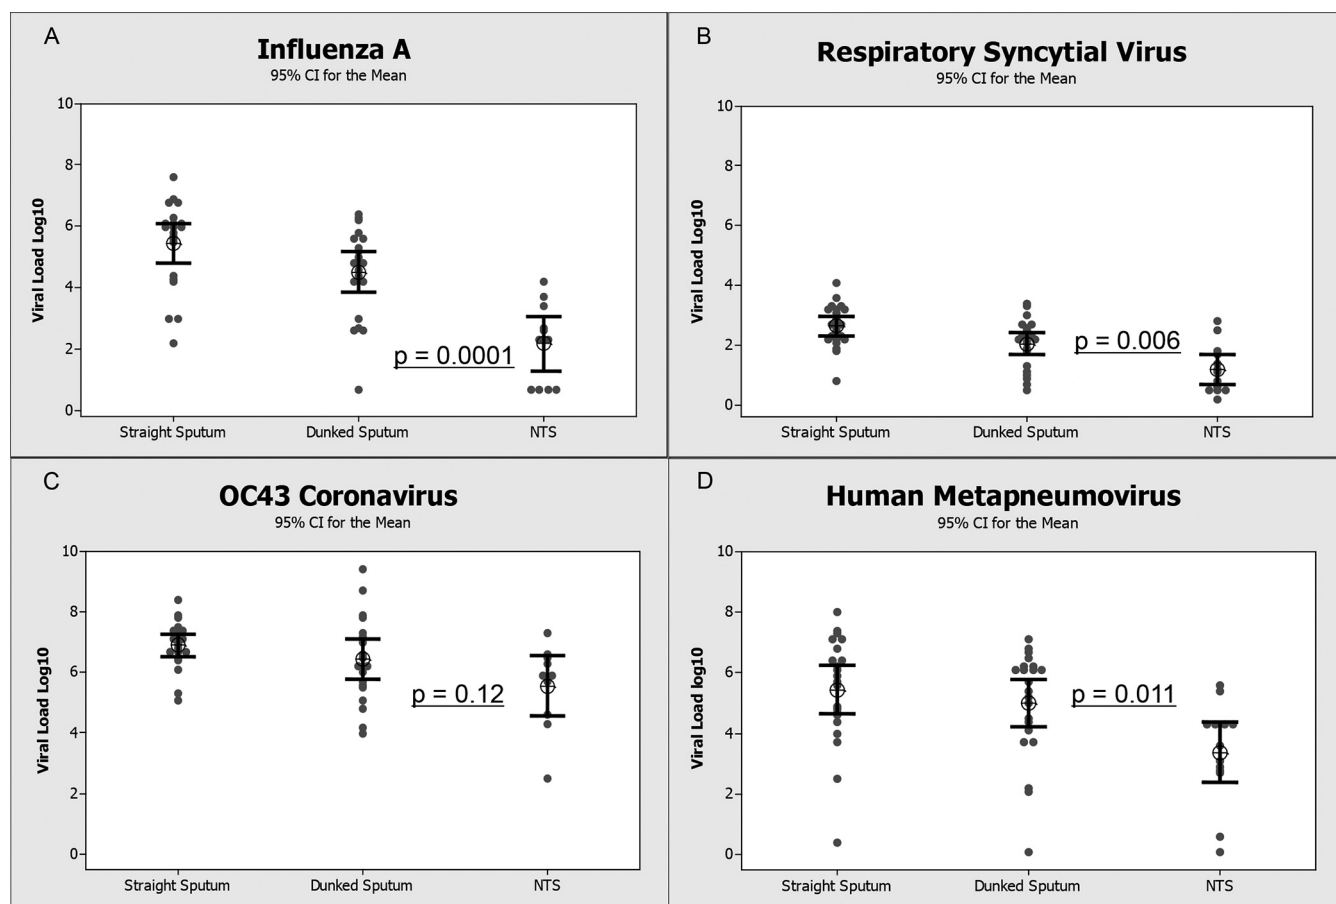 A
Influenza A
95% CI for the Mean
Viral Load Log10
10
8
6
4
2
0
p = 0.0001
Straight Sputum
Dunked Sputum
NTS
B
Respiratory Syncytial Virus
95% CI for the Mean
Viral Load Log10
10
8
6
4
2
0
p = 0.006
Straight Sputum
Dunked Sputum
NTS
C
OC43 Coronavirus
95% CI for the Mean
Viral Load Log10
10
8
6
4
2
0
p = 0.12
Straight Sputum
Dunked Sputum
NTS
D
Human Metapneumovirus
95% CI for the Mean
Viral Load log10
10
8
6
4
2
0
p = 0.011
Straight Sputum
Dunked Sputum
NTS